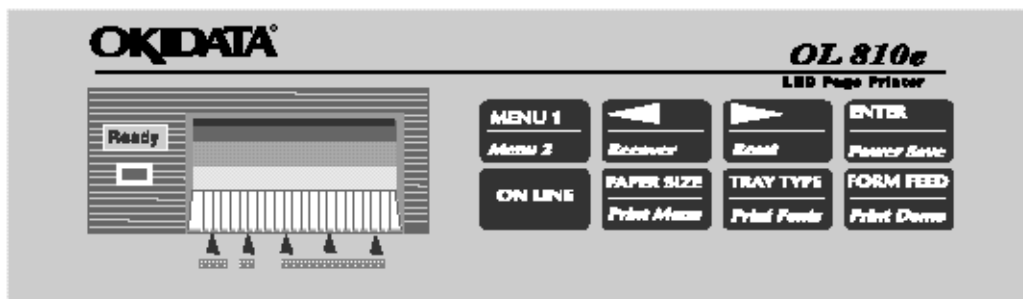 OKIDATA®
OL 810e
LED Page Printer
Ready
MENU 1
Menu 2
Recover
Reset
ENTER
Power Save
ON LINE
PAPER SIZE
Print Menu
TRAY TYPE
Print Fonts
FORM FEED
Print Demo